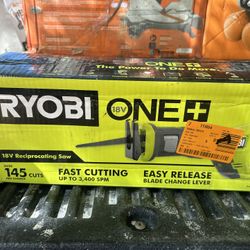 ONE+
The Power To Do More
RYOBI 18V ONE+
18V Reciprocating Saw
OVER 145 CUTS
FAST CUTTING
UP TO 3,400 SPM
EASY RELEASE
BLADE CHANGE LEVER